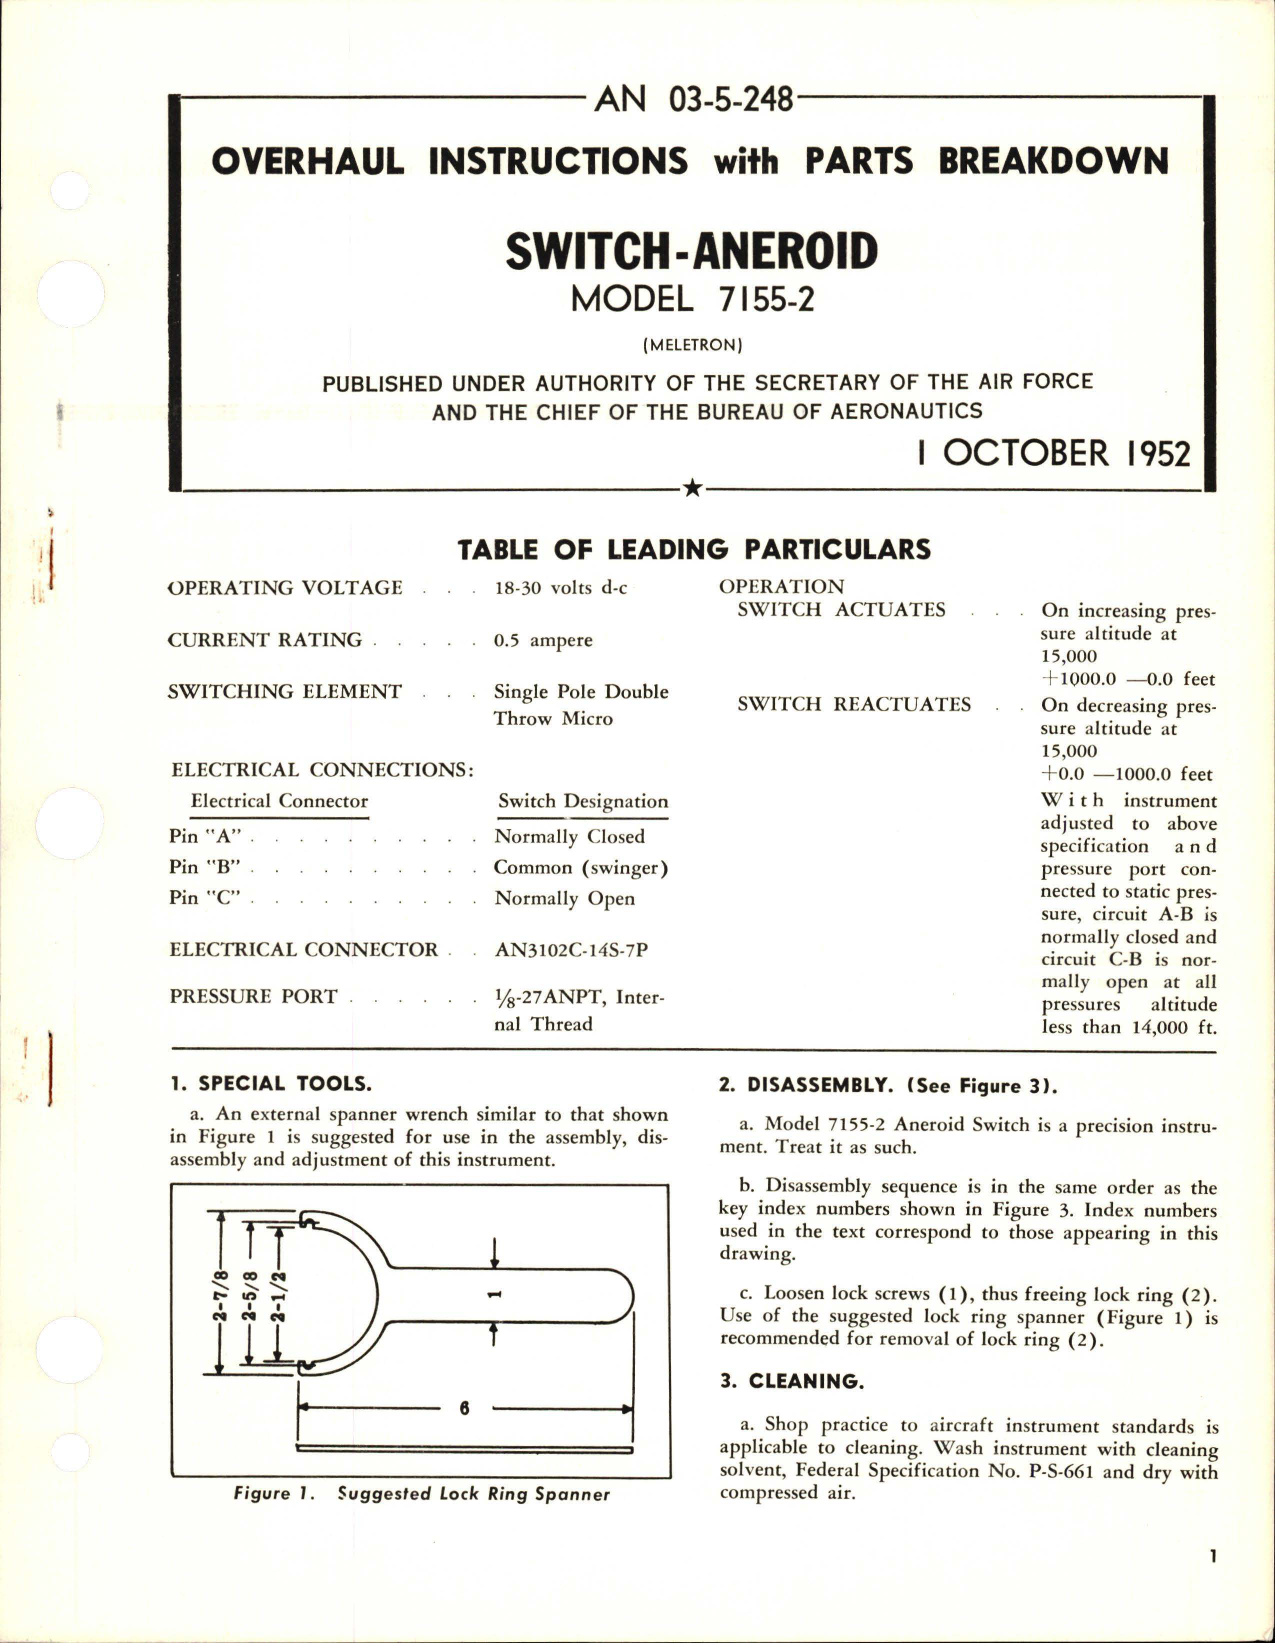 AN 03-5-248
OVERHAUL INSTRUCTIONS with PARTS BREAKDOWN
SWITCH-ANEROID
MODEL 7155-2
(MELETRON)
PUBLISHED UNDER AUTHORITY OF THE SECRETARY OF THE AIR FORCE
AND THE CHIEF OF THE BUREAU OF AERONAUTICS
1 OCTOBER 1952
TABLE OF LEADING PARTICULARS
OPERATING VOLTAGE . . . 18-30 volts d-c
CURRENT RATING . . . . . 0.5 ampere
SWITCHING ELEMENT . . . Single Pole Double
Throw Micro
ELECTRICAL CONNECTIONS:
Electrical Connector Switch Designation
Pin "A" . . . . . . . . . . Normally Closed
Pin "B" . . . . . . . . . . Common (swinger)
Pin "C" . . . . . . . . . . Normally Open
ELECTRICAL CONNECTOR . . AN3102C-14S-7P
PRESSURE PORT . . . . . . 1/8-27ANPT, Inter-
nal Thread
OPERATION
SWITCH ACTUATES . . . On increasing pres-
sure altitude at
15,000
+1000.0 —0.0 feet
SWITCH REACTUATES . . On decreasing pres-
sure altitude at
15,000
+0.0 —1000.0 feet
With instrument
adjusted to above
specification and
pressure port con-
nected to static pres-
sure, circuit A-B is
normally closed and
circuit C-B is nor-
mally open at all
pressures altitude
less than 14,000 ft.
1. SPECIAL TOOLS.
a. An external spanner wrench similar to that shown
in Figure 1 is suggested for use in the assembly, dis-
assembly and adjustment of this instrument.
2-7/8
2-5/8
2-1/2
1
6
Figure 1. Suggested Lock Ring Spanner
2. DISASSEMBLY. (See Figure 3).
a. Model 7155-2 Aneroid Switch is a precision instru-
ment. Treat it as such.
b. Disassembly sequence is in the same order as the
key index numbers shown in Figure 3. Index numbers
used in the text correspond to those appearing in this
drawing.
c. Loosen lock screws (1), thus freeing lock ring (2).
Use of the suggested lock ring spanner (Figure 1) is
recommended for removal of lock ring (2).
3. CLEANING.
a. Shop practice to aircraft instrument standards is
applicable to cleaning. Wash instrument with cleaning
solvent, Federal Specification No. P-S-661 and dry with
compressed air.
1